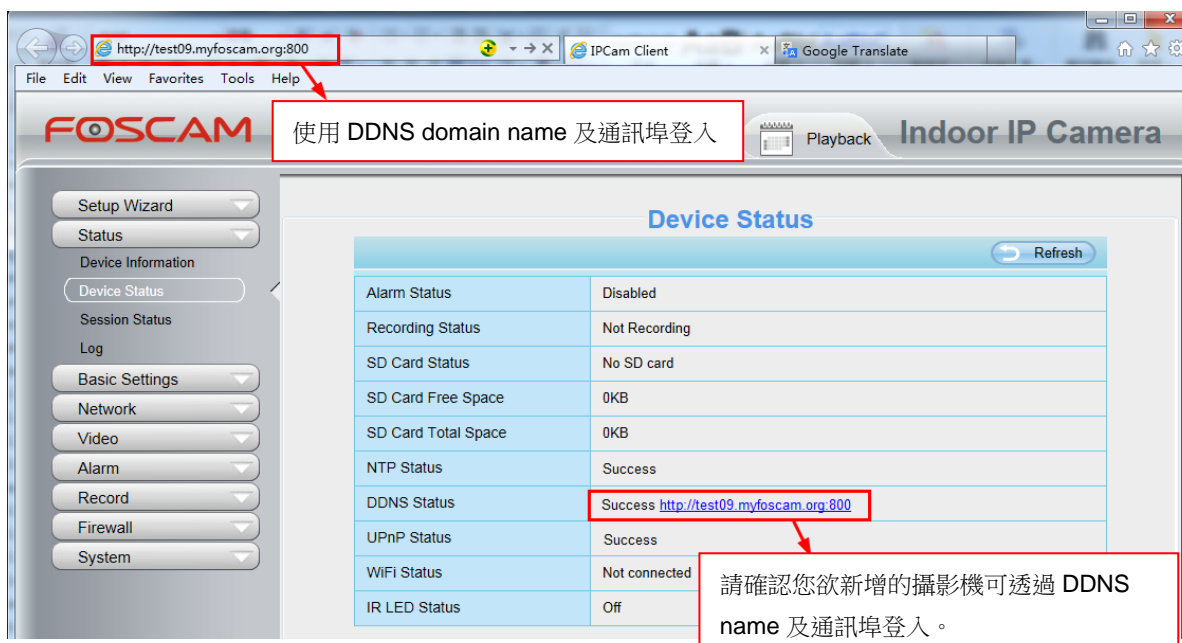 http://test09.myfoscam.org:800
IPCam Client
Google Translate
File Edit View Favorites Tools Help
FOSCAM
使用 DDNS domain name 及通訊埠登入
Playback
Indoor IP Camera
Setup Wizard
Status
Device Information
Device Status
Session Status
Log
Basic Settings
Network
Video
Alarm
Record
Firewall
System
Device Status
Refresh
Alarm Status Disabled
Recording Status Not Recording
SD Card Status No SD card
SD Card Free Space 0KB
SD Card Total Space 0KB
NTP Status Success
DDNS Status Success http://test09.myfoscam.org:800
UPnP Status Success
WiFi Status Not connected
IR LED Status Off
請確認您欲新增的攝影機可透過 DDNS
name 及通訊埠登入。